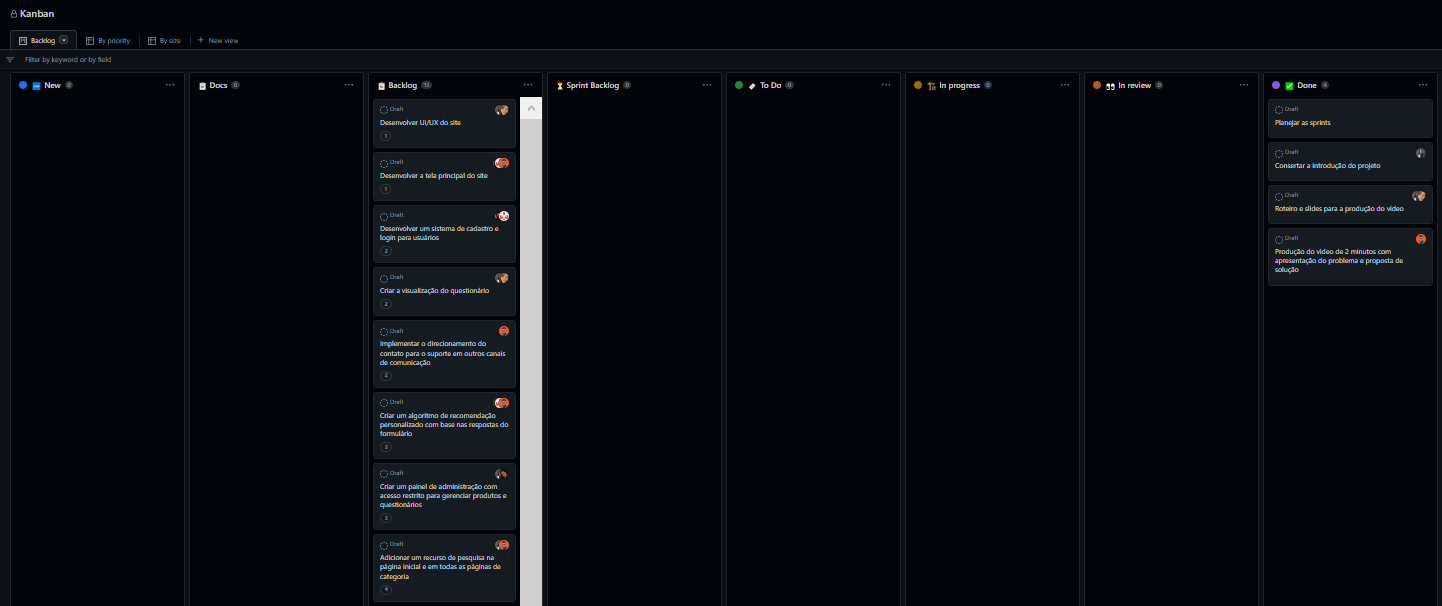 Kanban
Backlog
By priority
By size
New view
Filter by keyword or by field
New 0
Docs 0
Backlog 13
Draft
Desenvolver UI/UX do site
1
Draft
Desenvolver a tela principal do site
1
Draft
Desenvolver um sistema de cadastro e
login para usuários
2
Draft
Criar a visualização do questionário
2
Draft
Implementar o direcionamento do
contato para o suporte em outros canais
de comunicação
2
Draft
Criar um algoritmo de recomendação
personalizado com base nas respostas do
formulário
3
Draft
Criar um painel de administração com
acesso restrito para gerenciar produtos e
questionários
3
Draft
Adicionar um recurso de pesquisa na
página inicial e em todas as páginas de
categoria
4
Sprint Backlog 0
To Do 0
In progress 0
In review 0
Done 4
Draft
Planejar as sprints
Draft
Consertar a introdução do projeto
Draft
Roteiro e slides para a produção do vídeo
Draft
Produção do vídeo de 2 minutos com
apresentação do problema e proposta de
solução